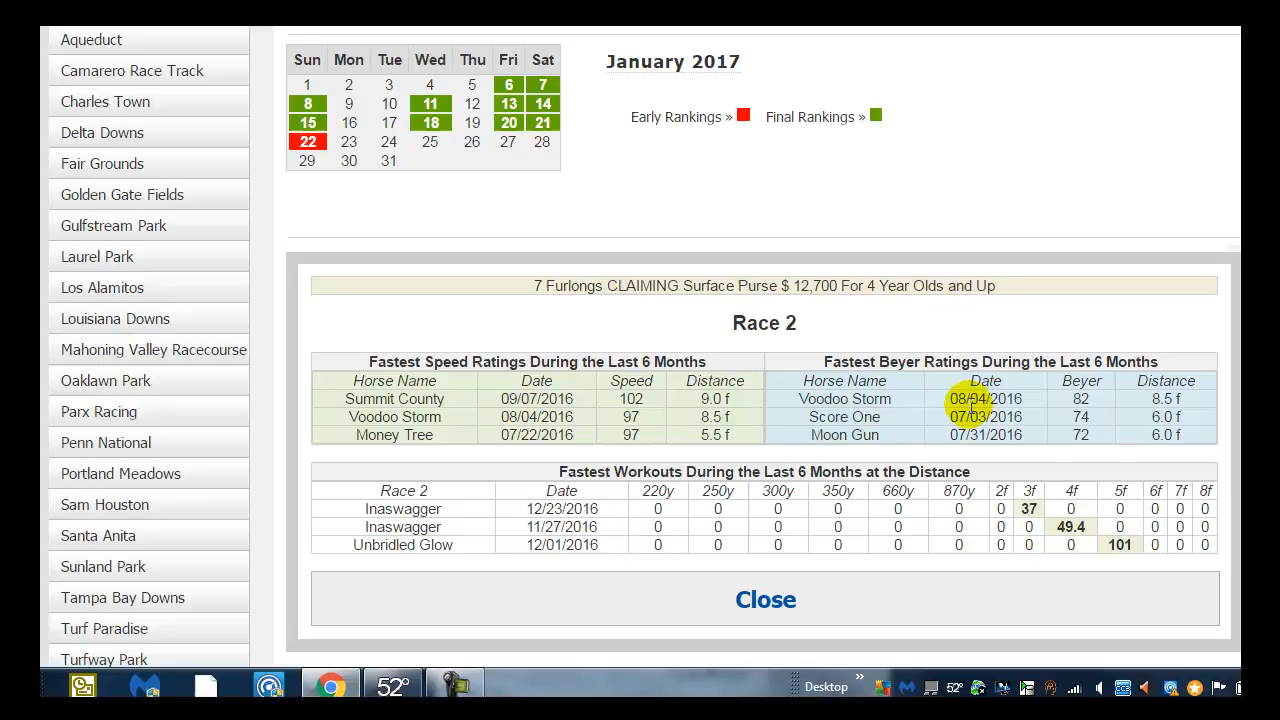 Aqueduct
Camarero Race Track
Charles Town
Delta Downs
Fair Grounds
Golden Gate Fields
Gulfstream Park
Laurel Park
Los Alamitos
Louisiana Downs
Mahoning Valley Racecourse
Oaklawn Park
Parx Racing
Penn National
Portland Meadows
Sam Houston
Santa Anita
Sunland Park
Tampa Bay Downs
Turf Paradise
Turfway Park
Sun Mon Tue Wed Thu Fri Sat
1 2 3 4 5 6 7
8 9 10 11 12 13 14
15 16 17 18 19 20 21
22 23 24 25 26 27 28
29 30 31
January 2017
Early Rankings » Final Rankings »
7 Furlongs CLAIMING Surface Purse $ 12,700 For 4 Year Olds and Up
Race 2
Fastest Speed Ratings During the Last 6 Months
Horse Name Date Speed Distance
Summit County 09/07/2016 102 9.0 f
Voodoo Storm 08/04/2016 97 8.5 f
Money Tree 07/22/2016 97 5.5 f
Fastest Beyer Ratings During the Last 6 Months
Horse Name Date Beyer Distance
Voodoo Storm 08/04/2016 82 8.5 f
Score One 07/03/2016 74 6.0 f
Moon Gun 07/31/2016 72 6.0 f
Fastest Workouts During the Last 6 Months at the Distance
Race 2 Date 220y 250y 300y 350y 660y 870y 2f 3f 4f 5f 6f 7f 8f
Inaswagger 12/23/2016 0 0 0 0 0 0 0 37 0 0 0 0 0
Inaswagger 11/27/2016 0 0 0 0 0 0 0 0 49.4 0 0 0 0
Unbridled Glow 12/01/2016 0 0 0 0 0 0 0 0 0 101 0 0 0
Close
52° Desktop » 52°